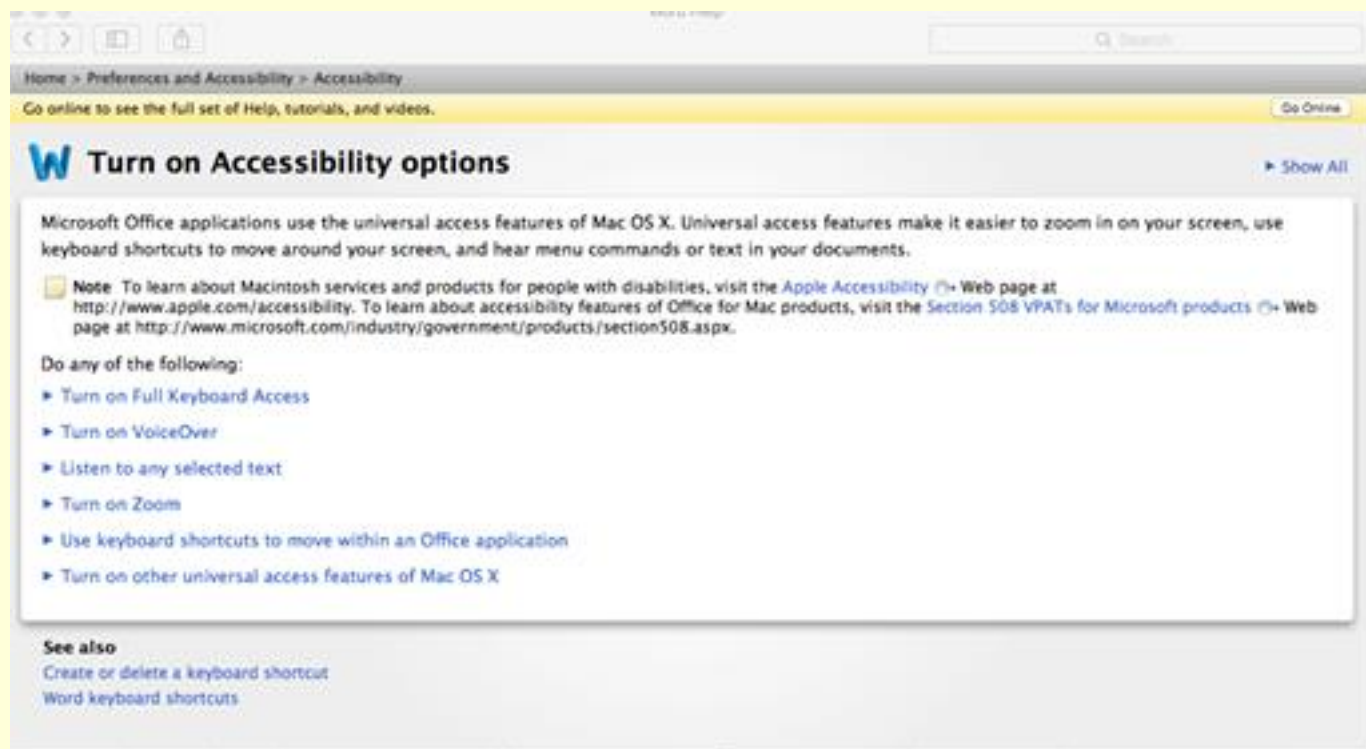 Word Help
Search
Home > Preferences and Accessibility > Accessibility
Go online to see the full set of Help, tutorials, and videos.
Go Online
Turn on Accessibility options
Show All
Microsoft Office applications use the universal access features of Mac OS X. Universal access features make it easier to zoom in on your screen, use
keyboard shortcuts to move around your screen, and hear menu commands or text in your documents.
Note To learn about Macintosh services and products for people with disabilities, visit the Apple Accessibility Web page at
http://www.apple.com/accessibility. To learn about accessibility features of Office for Mac products, visit the Section 508 VPATs for Microsoft products Web
page at http://www.microsoft.com/industry/government/products/section508.aspx.
Do any of the following:
Turn on Full Keyboard Access
Turn on VoiceOver
Listen to any selected text
Turn on Zoom
Use keyboard shortcuts to move within an Office application
Turn on other universal access features of Mac OS X
See also
Create or delete a keyboard shortcut
Word keyboard shortcuts